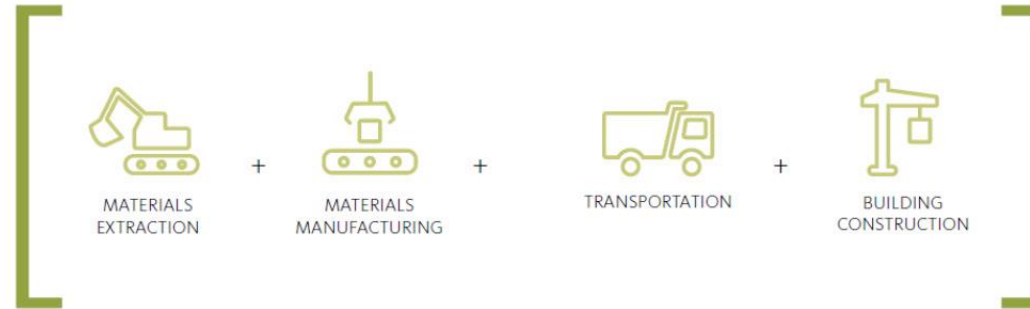 +
+
+
MATERIALS
EXTRACTION
MATERIALS
MANUFACTURING
TRANSPORTATION
BUILDING
CONSTRUCTION